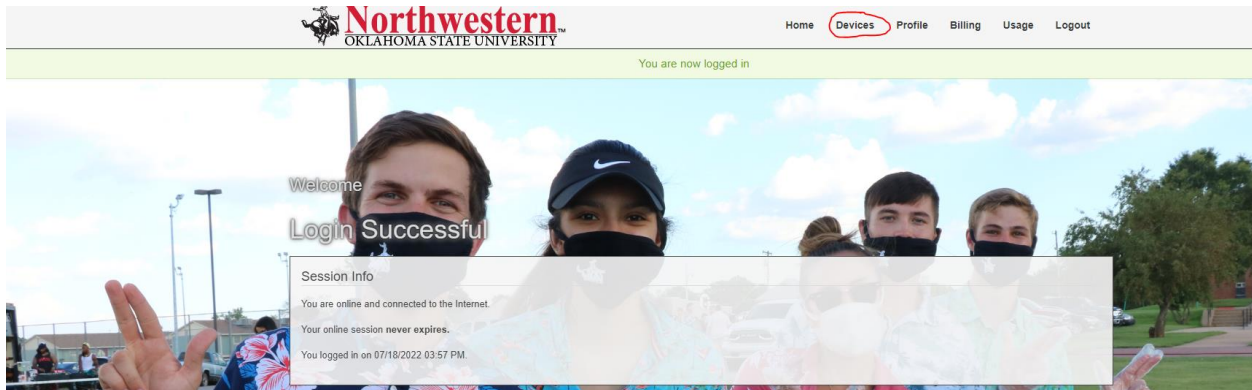 Northwestern™
OKLAHOMA STATE UNIVERSITY
Home Devices Profile Billing Usage Logout
You are now logged in
Welcome
Login Successful
Session Info
You are online and connected to the Internet.
Your online session never expires.
You logged in on 07/18/2022 03:57 PM.